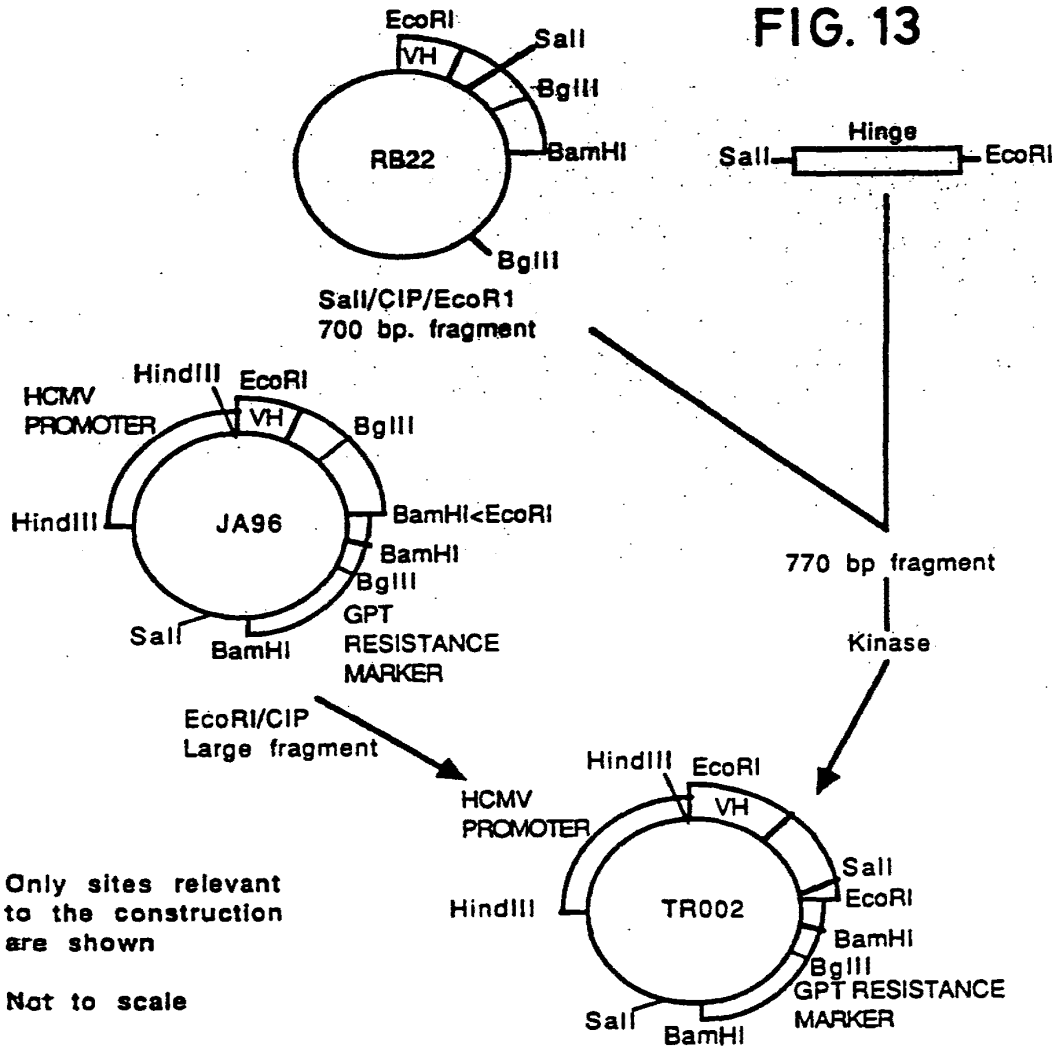 FIG. 13
EcoRI
VH
SalI
BglII
BamHI
RB22
BglII
SalI/CIP/EcoR1
700 bp. fragment
Hinge
SalI
EcoRI
HindIII
EcoRI
HCMV
PROMOTER
VH
BglII
HindIII
JA96
BamHI<EcoRI
BamHI
BglII
GPT
RESISTANCE
MARKER
SalI
BamHI
770 bp fragment
Kinase
EcoRI/CIP
Large fragment
HindIII
EcoRI
HCMV
PROMOTER
VH
SalI
EcoRI
HindIII
TR002
BamHI
BglII
GPT RESISTANCE
MARKER
SalI
BamHI
Only sites relevant
to the construction
are shown
Not to scale